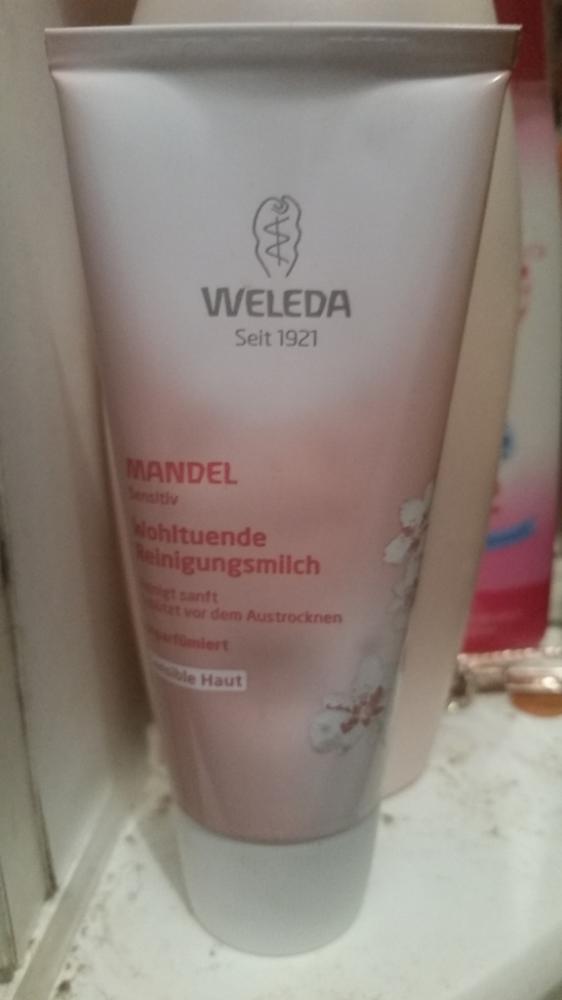 WELEDA
Seit 1921
MANDEL
Sensitiv
Wohltuende
Reinigungsmilch
sanft
vor dem Austrocknen
Haut